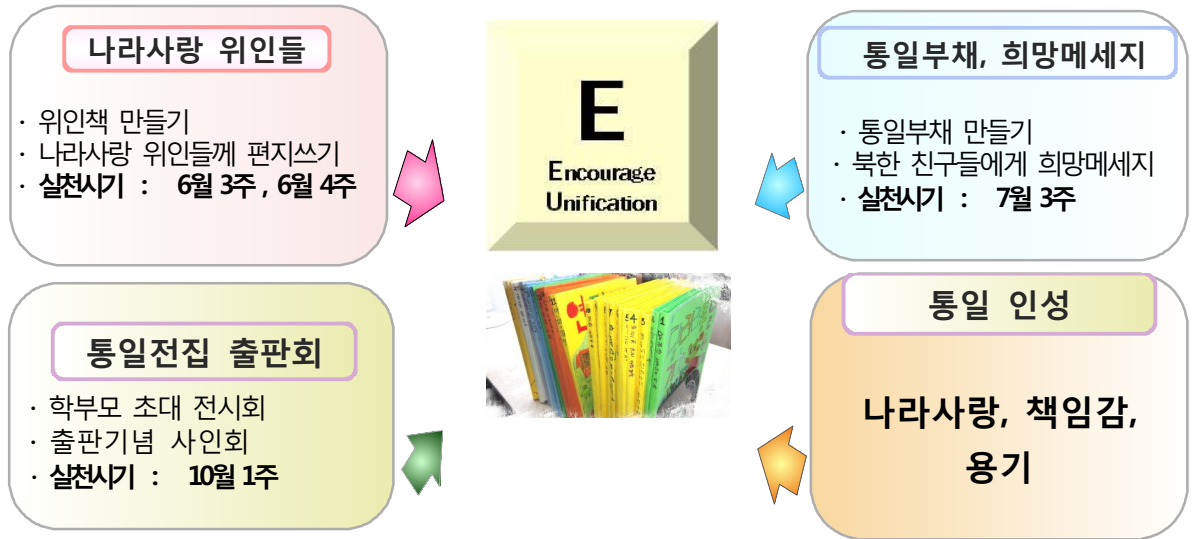 나라사랑 위인들
· 위인책 만들기
· 나라사랑 위인들께 편지쓰기
· 실천시기 : 6월 3주 , 6월 4주
E
Encourage
Unification
통일부채, 희망메세지
· 통일부채 만들기
· 북한 친구들에게 희망메세지
· 실천시기 : 7월 3주
통일전집 출판회
· 학부모 초대 전시회
· 출판기념 사인회
· 실천시기 : 10월 1주
통일 인성
나라사랑, 책임감,
용기